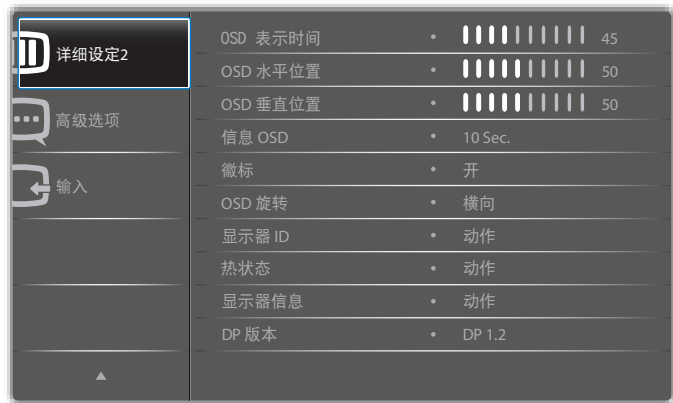 详细设定2
高级选项
输入
OSD 表示时间 • 45
OSD 水平位置 • 50
OSD 垂直位置 • 50
信息 OSD • 10 Sec.
徽标 • 开
OSD 旋转 • 横向
显示器 ID • 动作
热状态 • 动作
显示器信息 • 动作
DP 版本 • DP 1.2